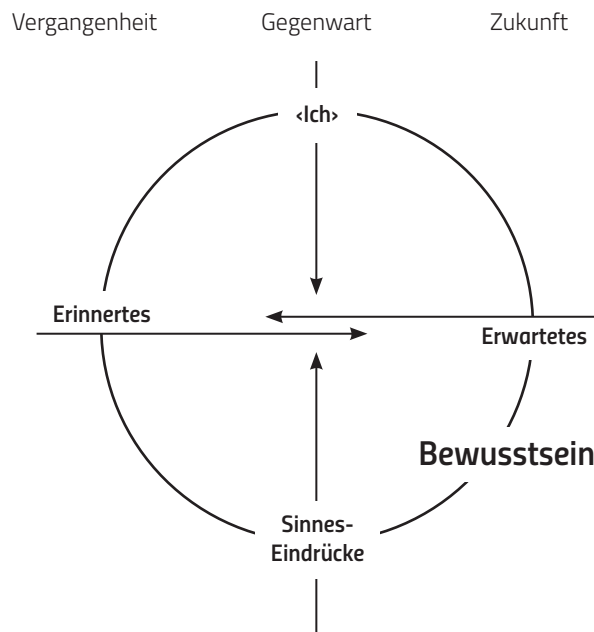 Vergangenheit Gegenwart Zukunft
‹Ich›
Erinnertes
Erwartetes
Bewusstsein
Sinnes-
Eindrücke